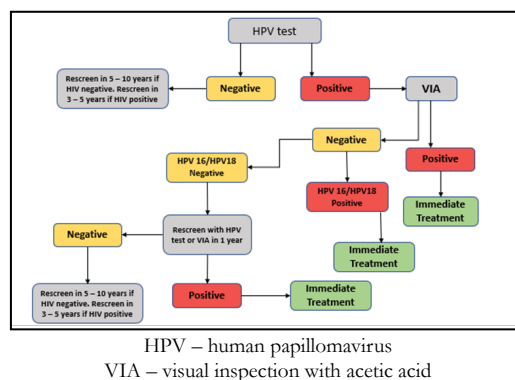 HPV test
Rescreen in 5 – 10 years if
HIV negative. Rescreen in
3 – 5 years if HIV positive
Negative
Positive
VIA
Negative
Positive
HPV 16/HPV18
Negative
HPV 16/HPV18
Positive
Immediate
Treatment
Negative
Rescreen with HPV
test or VIA in 1 year
Immediate
Treatment
Rescreen in 5 – 10 years if
HIV negative. Rescreen in
3 – 5 years if HIV positive
Positive
Immediate
Treatment
HPV – human papillomavirus
VIA – visual inspection with acetic acid